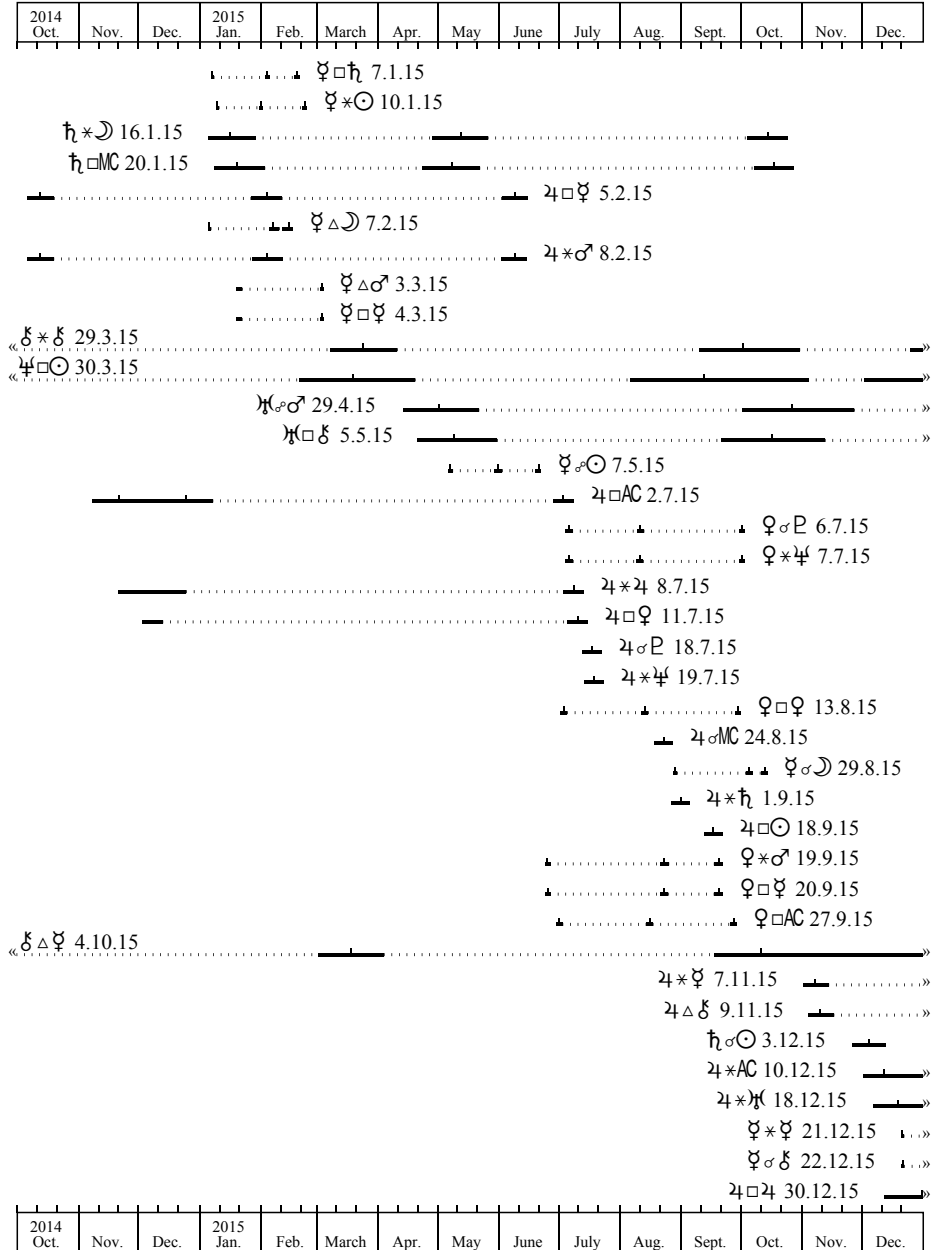 2014 2015
Oct. Nov. Dec. Jan. Feb. March Apr. May June July Aug. Sept. Oct. Nov. Dec.
☿□♄ 7.1.15
☿⚹☉ 10.1.15
♄⚹☽ 16.1.15
♄□MC 20.1.15
♃□☿ 5.2.15
☿△☽ 7.2.15
♃⚹♂ 8.2.15
☿△♂ 3.3.15
☿□☿ 4.3.15
« ⚷⚹⚷ 29.3.15 »
« ♆□☉ 30.3.15 »
♅☍♂ 29.4.15 »
♅□⚷ 5.5.15 »
☿☍☉ 7.5.15
♃□AC 2.7.15
♀☌♇ 6.7.15
♀⚹♆ 7.7.15
♃⚹♃ 8.7.15
♃□♀ 11.7.15
♃☌♇ 18.7.15
♃⚹♆ 19.7.15
♀□♀ 13.8.15
♃☌MC 24.8.15
☿☌☽ 29.8.15
♃⚹♄ 1.9.15
♃□☉ 18.9.15
♀⚹♂ 19.9.15
♀□☿ 20.9.15
♀□AC 27.9.15
« ⚷△☿ 4.10.15 »
♃⚹☿ 7.11.15 »
♃△⚷ 9.11.15 »
♄☌☉ 3.12.15
♃⚹AC 10.12.15 »
♃⚹♅ 18.12.15 »
☿⚹☿ 21.12.15 »
☿☌⚷ 22.12.15 »
♃□♃ 30.12.15 »
2014 2015
Oct. Nov. Dec. Jan. Feb. March Apr. May June July Aug. Sept. Oct. Nov. Dec.